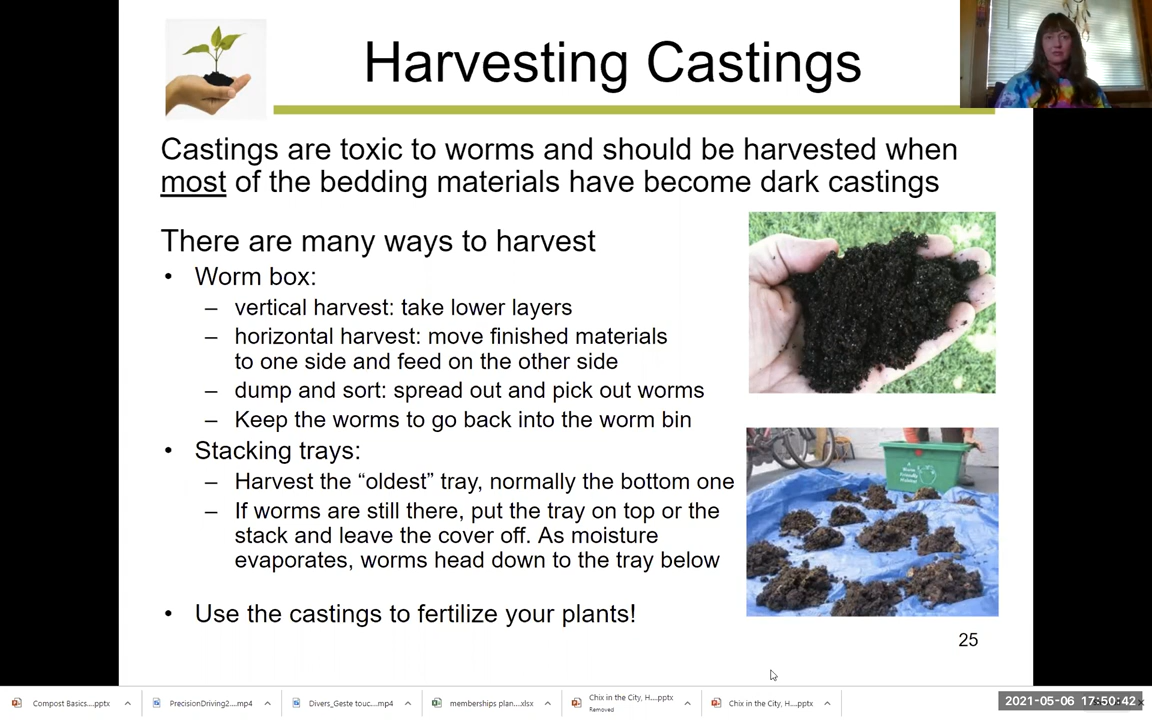 Harvesting Castings
Castings are toxic to worms and should be harvested when
most of the bedding materials have become dark castings
There are many ways to harvest
• Worm box:
– vertical harvest: take lower layers
– horizontal harvest: move finished materials
to one side and feed on the other side
– dump and sort: spread out and pick out worms
– Keep the worms to go back into the worm bin
• Stacking trays:
– Harvest the “oldest” tray, normally the bottom one
– If worms are still there, put the tray on top or the
stack and leave the cover off. As moisture
evaporates, worms head down to the tray below
• Use the castings to fertilize your plants!
25
Compost Basics....pptx
PrecisionDriving2....mp4
Divers_Geste touc....mp4
memberships plan....xlsx
Chix in the City, H....pptx
Removed
Chix in the City, H....pptx
2021-05-06 17:50:42